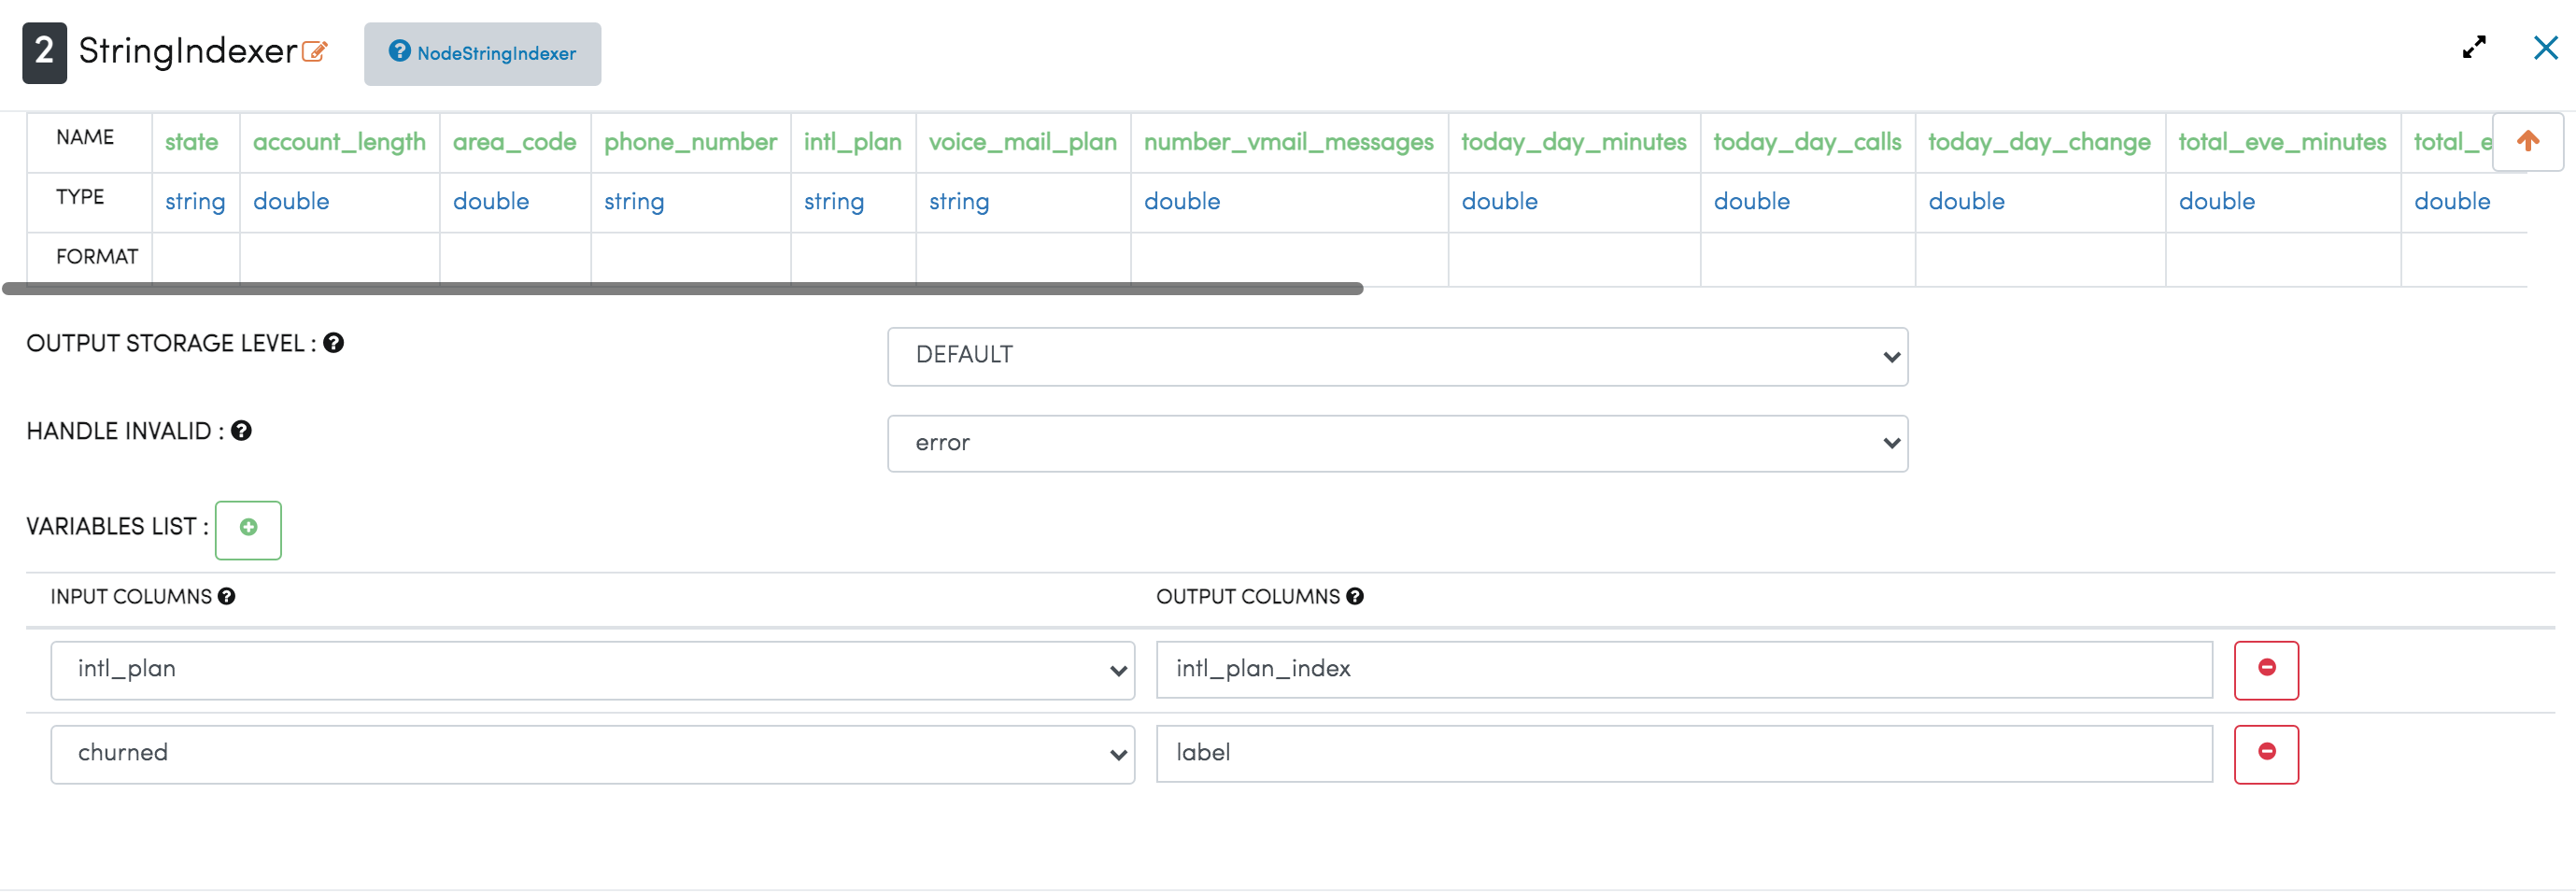 2 StringIndexer NodeStringIndexer
NAME state account_length area_code phone_number intl_plan voice_mail_plan number_vmail_messages today_day_minutes today_day_calls today_day_change total_eve_minutes total_e
TYPE string double double string string string double double double double double double
FORMAT
OUTPUT STORAGE LEVEL : DEFAULT
HANDLE INVALID : error
VARIABLES LIST :
INPUT COLUMNS OUTPUT COLUMNS
intl_plan intl_plan_index
churned label